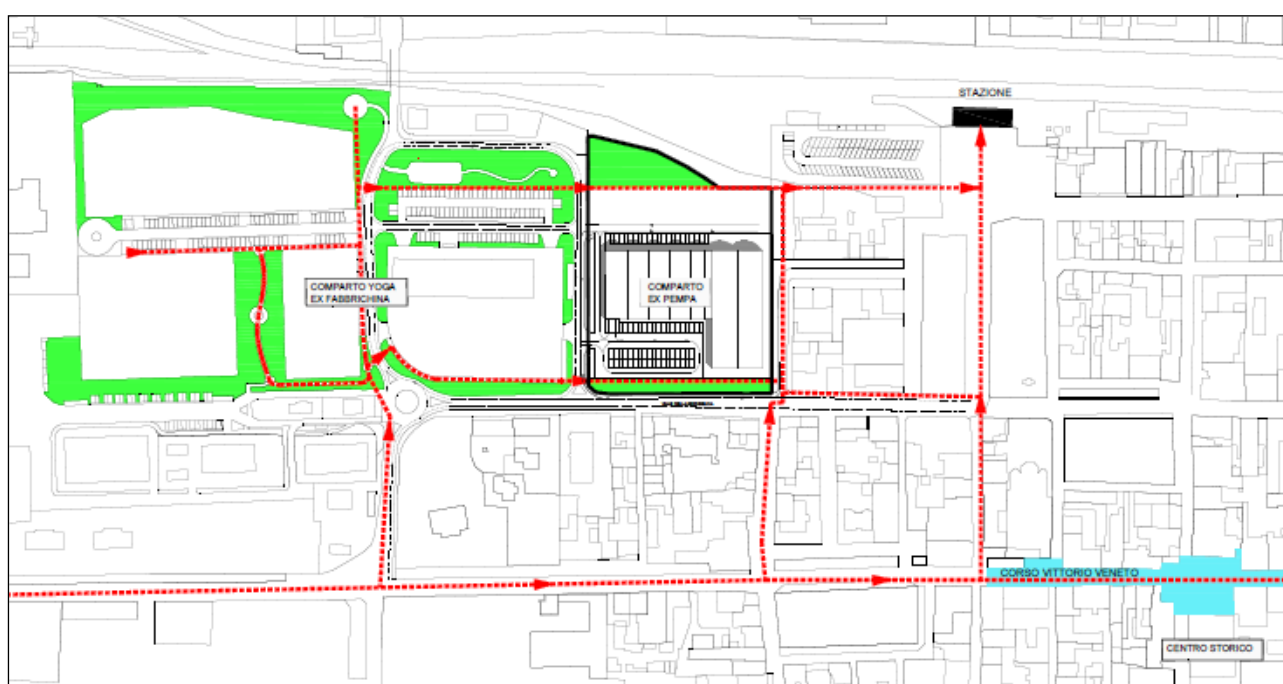 STAZIONE
COMPARTO YOGA
EX FABBRICHINA
COMPARTO
EX PEMPA
CORSO VITTORIO VENETO
CENTRO STORICO